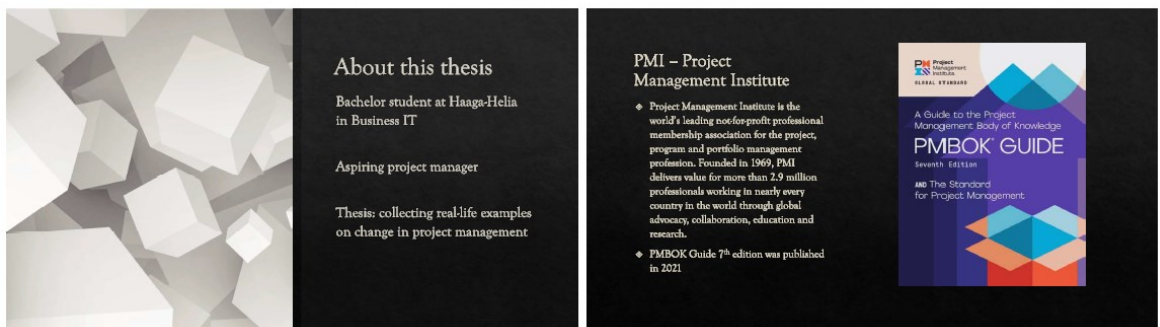 About this thesis
Bachelor student at Haaga-Helia
in Business IT
Aspiring project manager
Thesis: collecting real-life examples
on change in project management
PMI – Project
Management Institute
Project Management Institute is the
world's leading not-for-profit professional
membership association for the project,
program and portfolio management
profession. Founded in 1969, PMI
delivers value for more than 2.9 million
professionals working in nearly every
country in the world through global
advocacy, collaboration, education and
research.
PMBOK Guide 7th edition was published
in 2021
Project
Management
Institute.
GLOBAL STANDARD
A Guide to the Project
Management Body of Knowledge
PMBOK® GUIDE
Seventh Edition
AND The Standard
for Project Management